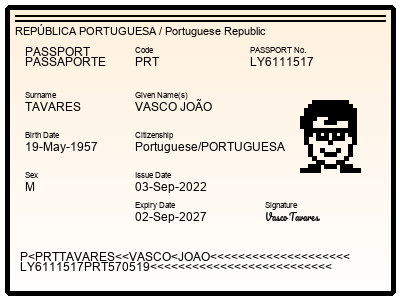 REPÚBLICA PORTUGUESA / Portuguese Republic
PASSPORT Code PASSPORT No.
PASSAPORTE PRT LY6111517
Surname Given Name(s)
TAVARES VASCO JOÃO
Birth Date Citizenship
19-May-1957 Portuguese/PORTUGUESA
Sex Issue Date
M 03-Sep-2022
Expiry Date Signature
02-Sep-2027 Vasco Tavares
P<PRTTAVARES<<VASCO<JOAO<<<<<<<<<<<<<<<<<<<<
LY6111517PRT570519<<<<<<<<<<<<<<<<<<<<<<<<<<